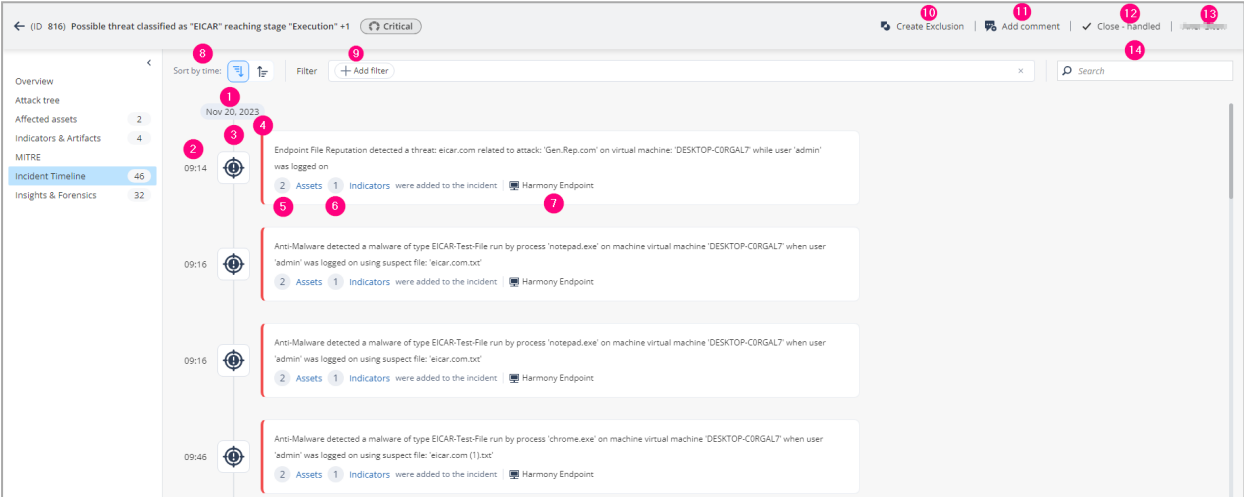 10
11
12
13
(ID 816) Possible threat classified as "EICAR" reaching stage "Execution" +1 Critical
Create Exclusion
Add comment
Close - handled
8
9
14
Sort by time:
Filter
Add filter
×
Search
Overview
Attack tree
Affected assets 2
Indicators & Artifacts 4
MITRE
Incident Timeline 46
Insights & Forensics 32
1
Nov 20, 2023
2
3
4
09:14
Endpoint File Reputation detected a threat: eicar.com related to attack: 'Gen.Rep.com' on virtual machine: 'DESKTOP-C0RGAL7' while user 'admin'
was logged on
2 Assets 1 Indicators were added to the incident Harmony Endpoint
5
6
7
09:16
Anti-Malware detected a malware of type EICAR-Test-File run by process 'notepad.exe' on machine virtual machine 'DESKTOP-C0RGAL7' when user
'admin' was logged on using suspect file: 'eicar.com.txt'
2 Assets 1 Indicators were added to the incident Harmony Endpoint
09:16
Anti-Malware detected a malware of type EICAR-Test-File run by process 'notepad.exe' on machine virtual machine 'DESKTOP-C0RGAL7' when user
'admin' was logged on using suspect file: 'eicar.com.txt'
2 Assets 1 Indicators were added to the incident Harmony Endpoint
09:46
Anti-Malware detected a malware of type EICAR-Test-File run by process 'chrome.exe' on machine virtual machine 'DESKTOP-C0RGAL7' when user
'admin' was logged on using suspect file: 'eicar.com (1).txt'
2 Assets 1 Indicators were added to the incident Harmony Endpoint